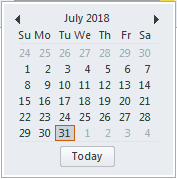 July 2018
Su Mo Tu We Th Fr Sa
24 25 26 27 28 29 30
1 2 3 4 5 6 7
8 9 10 11 12 13 14
15 16 17 18 19 20 21
22 23 24 25 26 27 28
29 30 31 1 2 3 4
Today